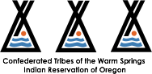 Confederated Tribes of the Warm Springs
Indian Reservation of Oregon